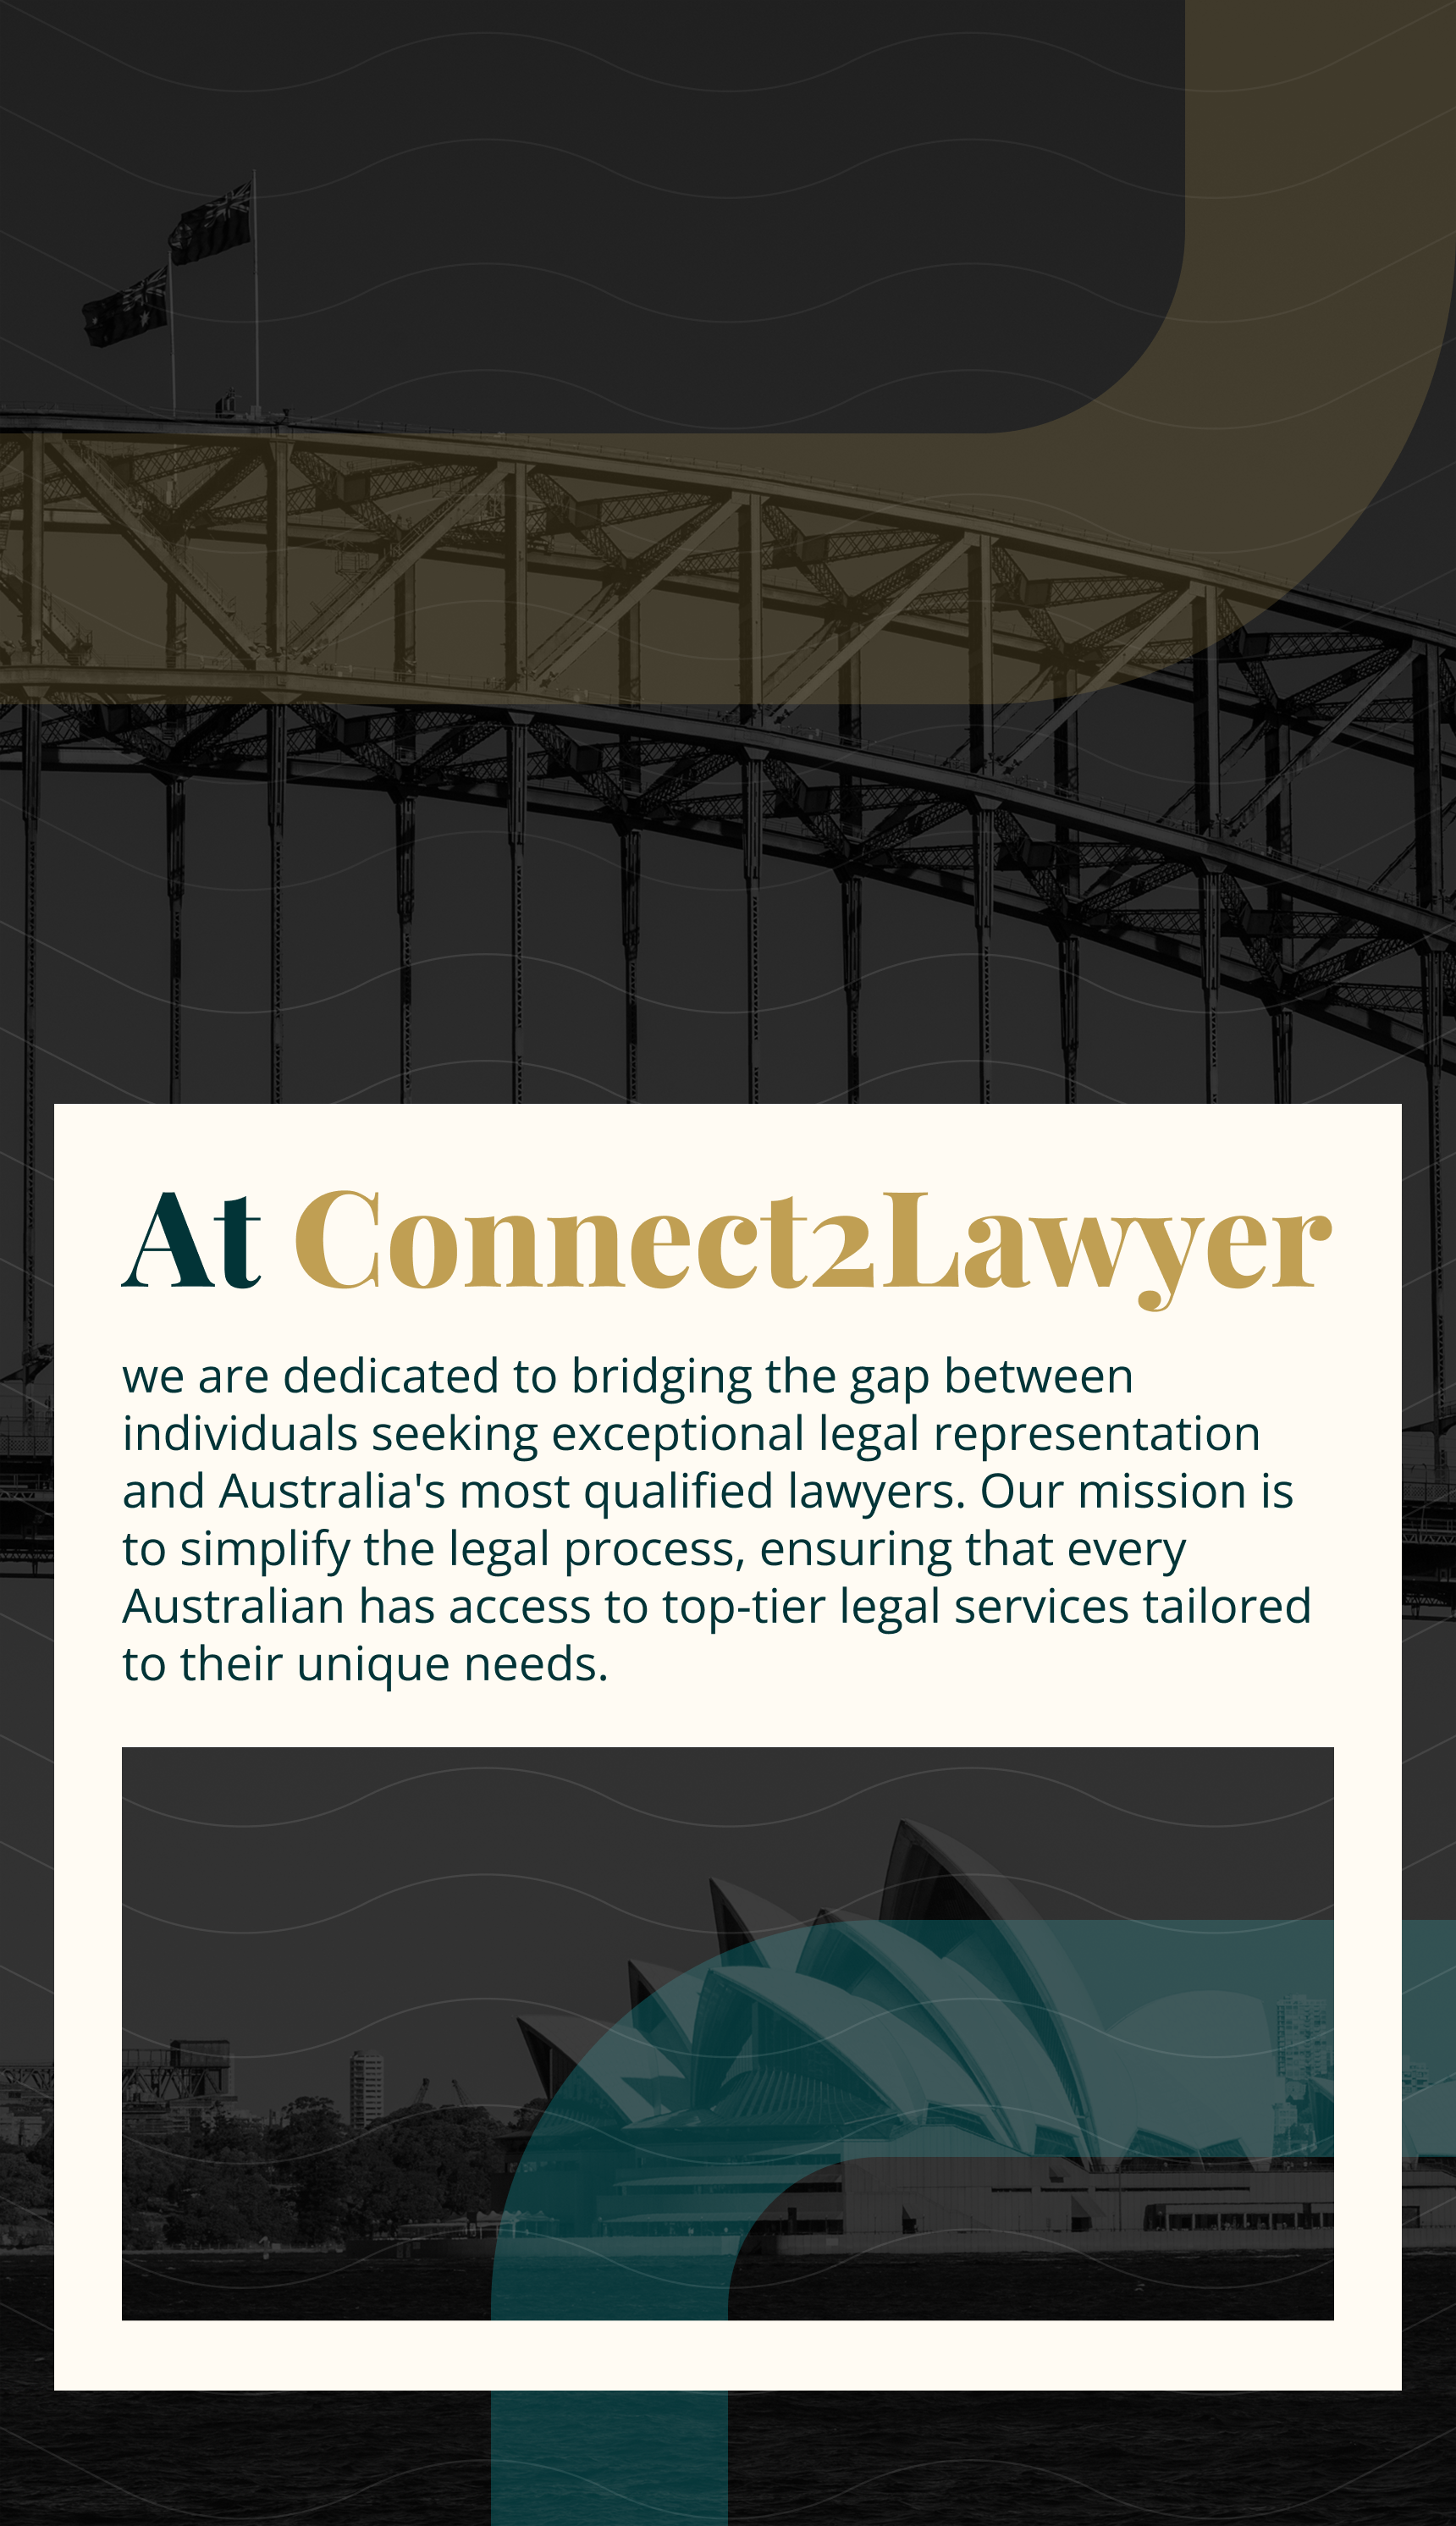 At Connect2Lawyer
we are dedicated to bridging the gap between
individuals seeking exceptional legal representation
and Australia's most qualified lawyers. Our mission is
to simplify the legal process, ensuring that every
Australian has access to top-tier legal services tailored
to their unique needs.